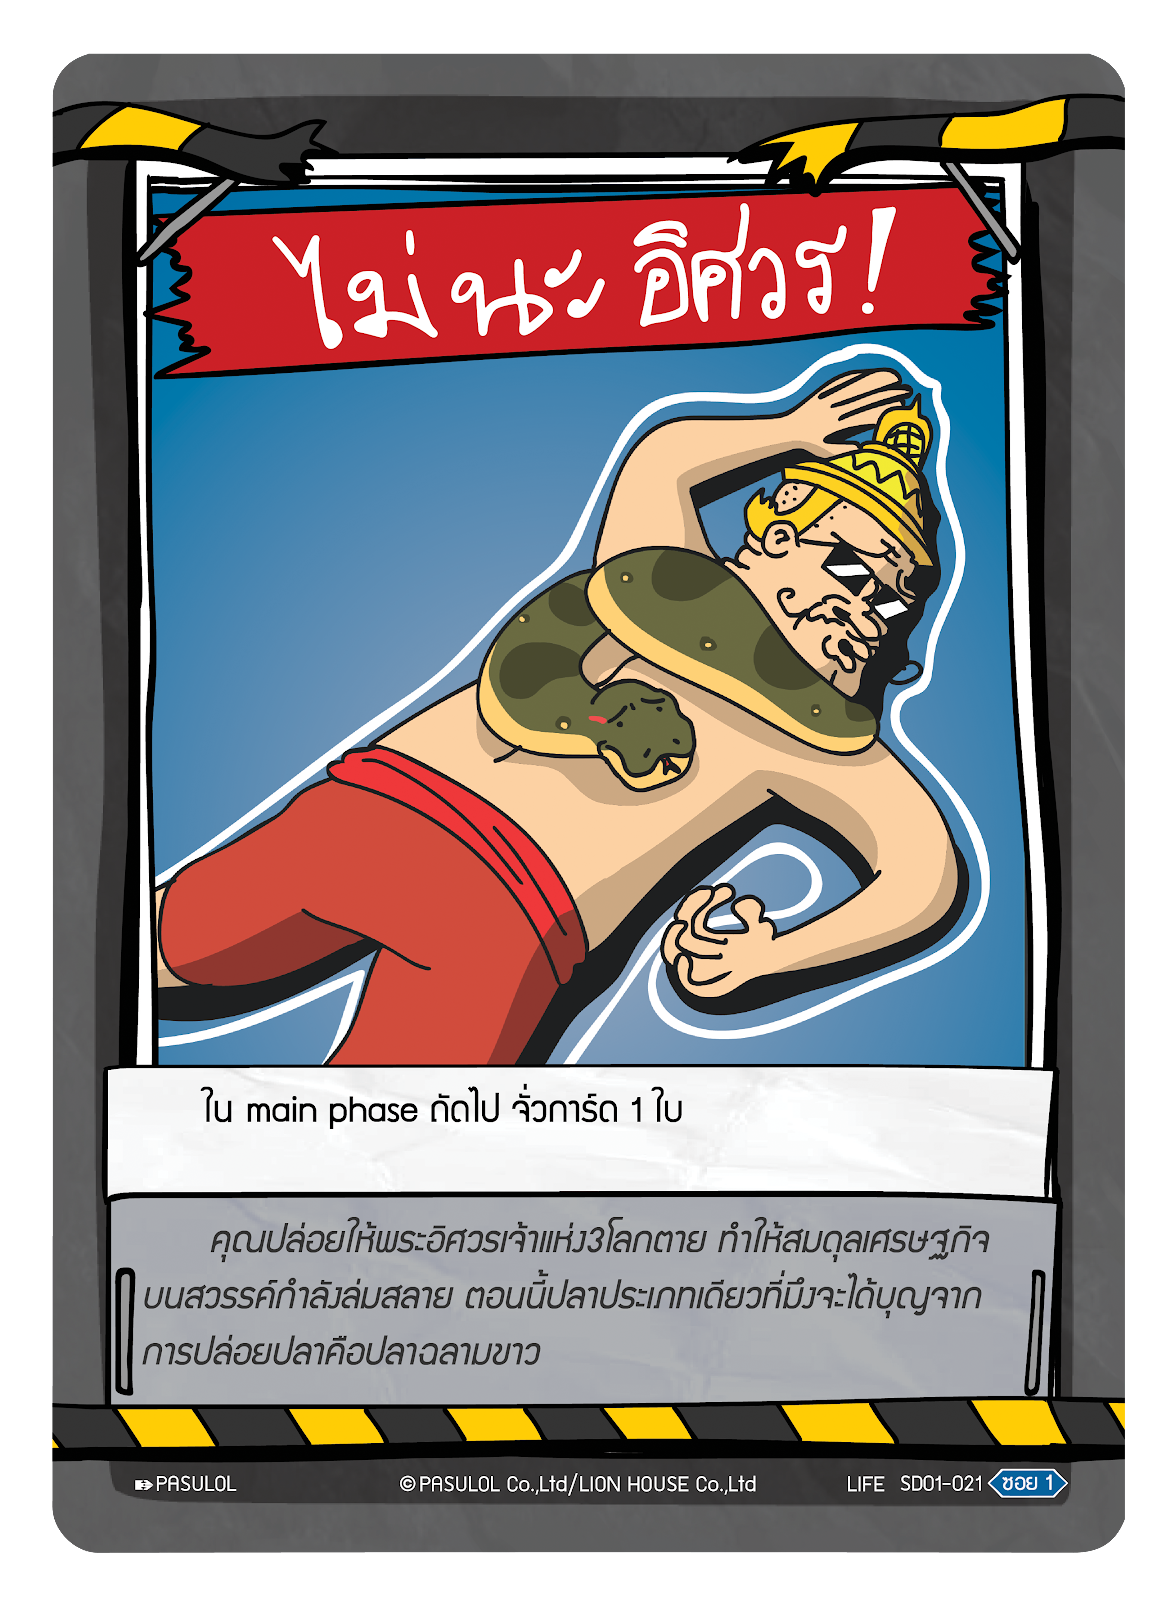 ไม่นะ อิศวร!
ใน main phase ถัดไป จั่วการ์ด 1 ใบ
คุณปล่อยให้พระอิศวรเจ้าแห่ง3โลกตาย ทำให้สมดุลเศรษฐกิจ
บนสวรรค์กำลังล่มสลาย ตอนนี้ปลาประเภทเดียวที่มึงจะได้บุญจาก
การปล่อยปลาคือปลาฉลามขาว
PASULOL ©PASULOL Co.,Ltd/LION HOUSE Co.,Ltd LIFE SD01-021 ซอย 1